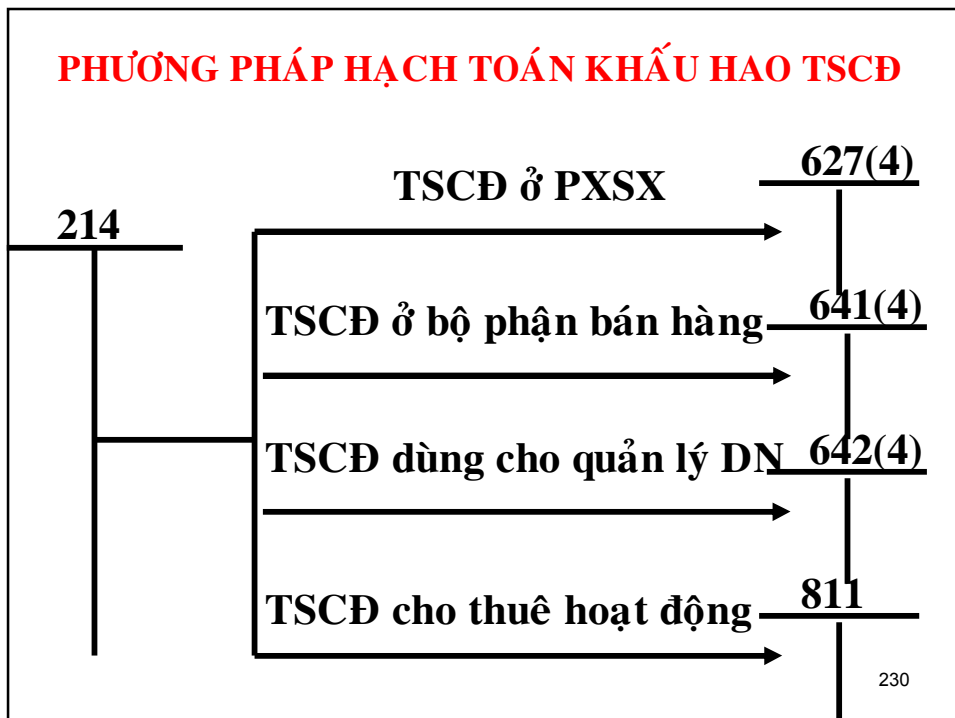 PHƯƠNG PHÁP HẠCH TOÁN KHẤU HAO TSCĐ
627(4)
TSCĐ ở PXSX
214
641(4)
TSCĐ ở bộ phận bán hàng
642(4)
TSCĐ dùng cho quản lý DN
811
TSCĐ cho thuê hoạt động
230